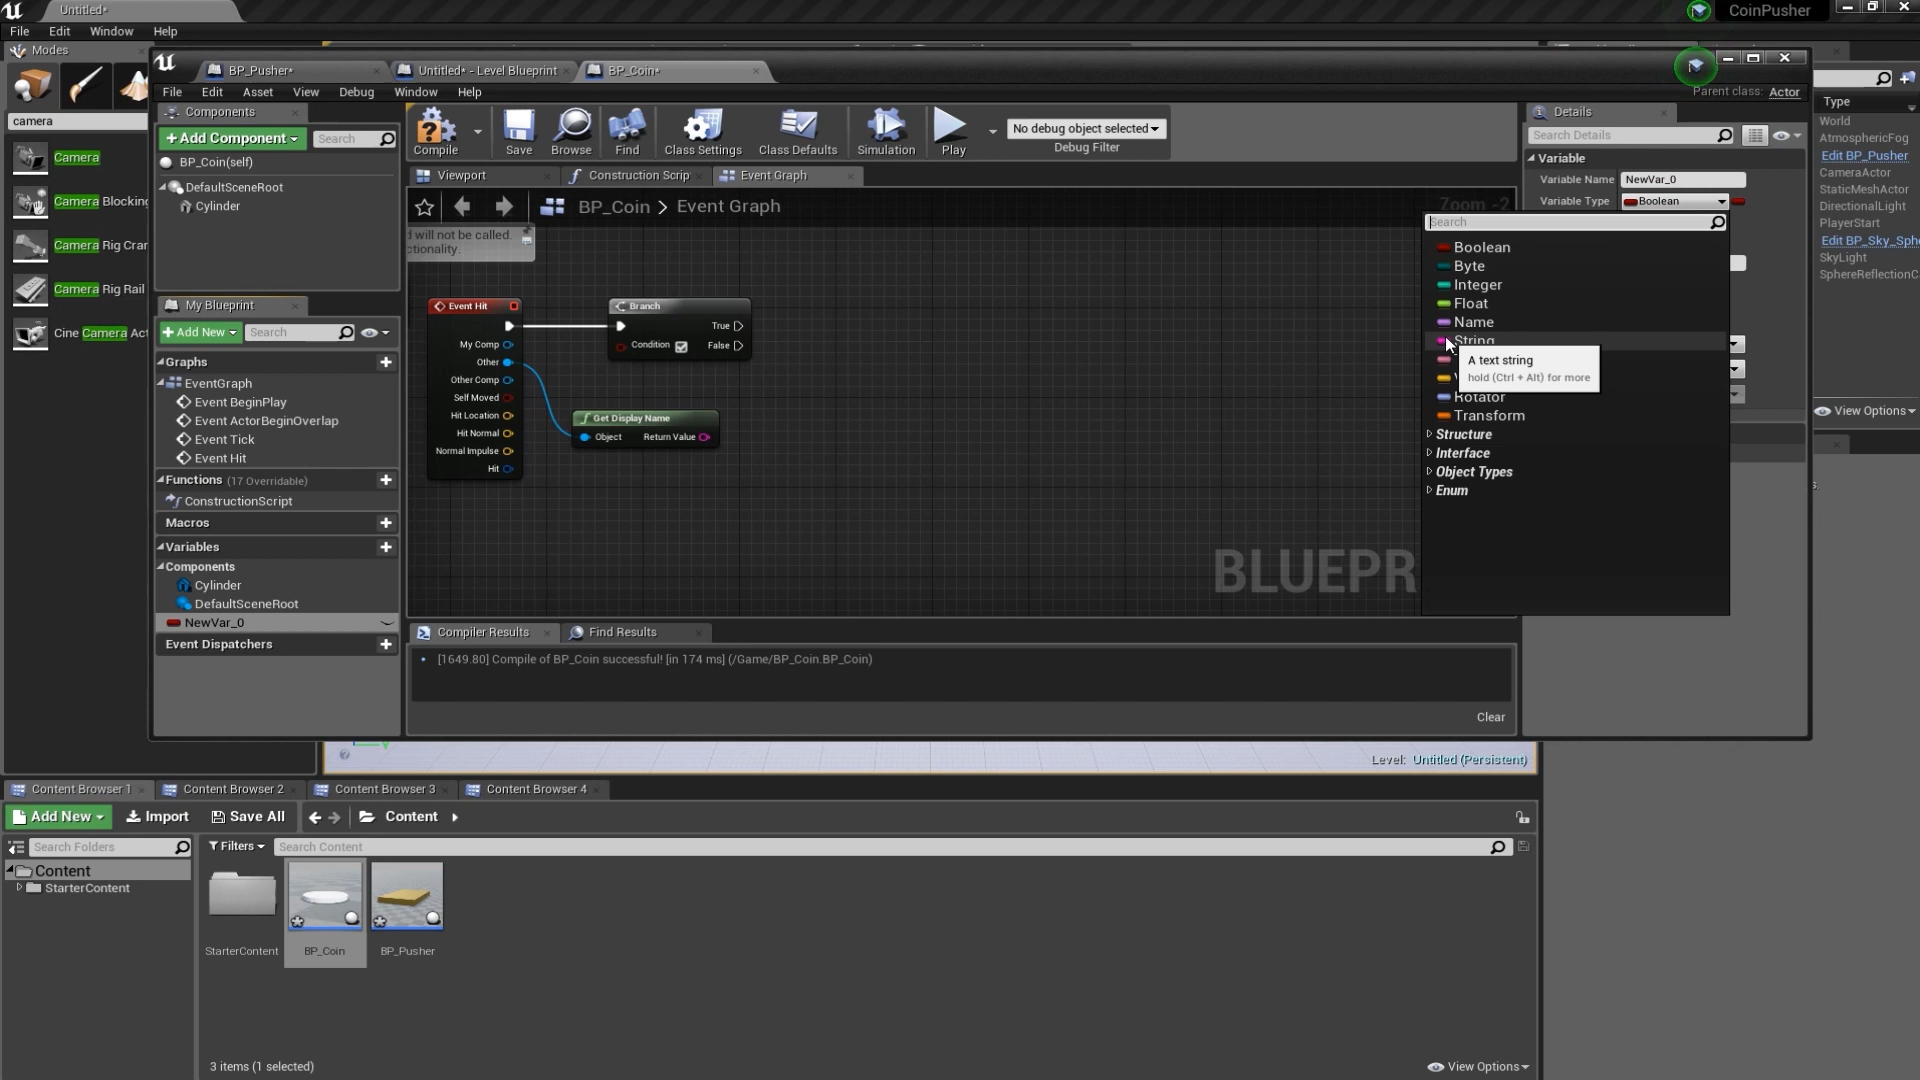 Untitled*
CoinPusher
File Edit Window Help
Modes
camera
Camera
Camera Blocking
Camera Rig Cran
Camera Rig Rail
Cine Camera Act
BP_Pusher*
Untitled* - Level Blueprint
BP_Coin*
File Edit Asset View Window Debug Help
Parent class: Actor
Components
+Add Component
Search
BP_Coin(self)
DefaultSceneRoot
Cylinder
My Blueprint
+Add New
Search
Graphs
EventGraph
Event BeginPlay
Event ActorBeginOverlap
Event Tick
Event Hit
Functions (17 Overridable)
ConstructionScript
Macros
Variables
Components
Cylinder
DefaultSceneRoot
NewVar_0
Event Dispatchers
Compile
Save
Browse
Find
Class Settings
Class Defaults
Simulation
Play
No debug object selected
Debug Filter
Viewport
Construction Scrip
Event Graph
BP_Coin > Event Graph
Zoom -2
d will not be called.
ctionality.
Event Hit
My Comp
Other
Other Comp
Self Moved
Hit Location
Hit Normal
Normal Impulse
Hit
Branch
True
Condition
False
Get Display Name
Object
Return Value
BLUEPR
Compiler Results
Find Results
[1649.80] Compile of BP_Coin successful! [in 174 ms] (/Game/BP_Coin.BP_Coin)
Clear
Details
Search Details
Variable
Variable Name
NewVar_0
Variable Type
Boolean
Search
Boolean
Byte
Integer
Float
Name
String
A text string
hold (Ctrl + Alt) for more
Rotator
Transform
Structure
Interface
Object Types
Enum
Type
World
AtmosphericFog
Edit BP_Pusher
CameraActor
StaticMeshActor
DirectionalLight
PlayerStart
Edit BP_Sky_Sphe
SkyLight
SphereReflectionC
View Options
Level: Untitled (Persistent)
Content Browser 1
Content Browser 2
Content Browser 3
Content Browser 4
Add New
Import
Save All
Content
Search Folders
Filters
Search Content
Content
StarterContent
StarterContent
BP_Coin
BP_Pusher
3 items (1 selected)
View Options